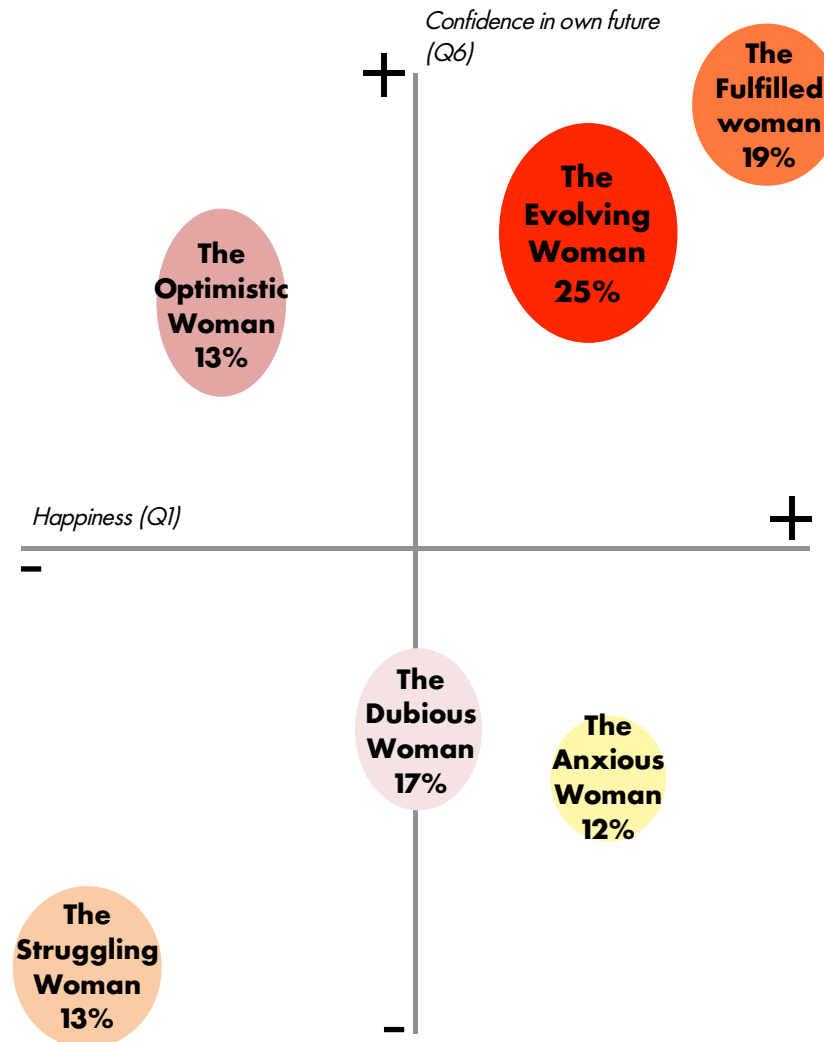 Confidence in own future
(Q6)
+
The
Fulfilled
woman
19%
The
Evolving
Woman
25%
The
Optimistic
Woman
13%
Happiness (Q1)
+
-
The
Dubious
Woman
17%
The
Anxious
Woman
12%
The
Struggling
Woman
13%
-